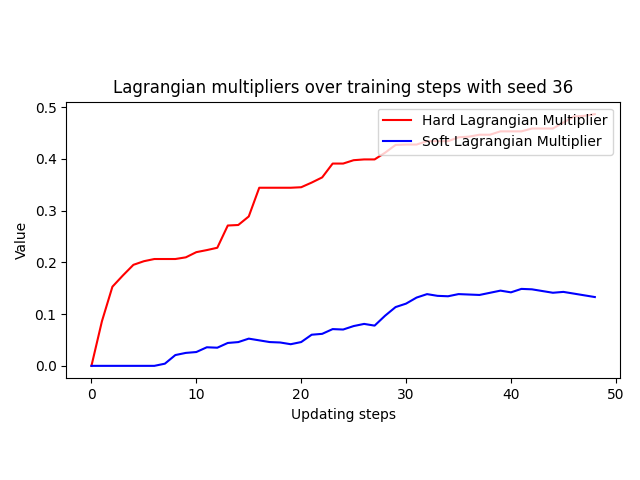 Lagrangian multipliers over training steps with seed 36
Hard Lagrangian Multiplier
Soft Lagrangian Multiplier
Value
0.5
0.4
0.3
0.2
0.1
0.0
0 10 20 30 40 50
Updating steps